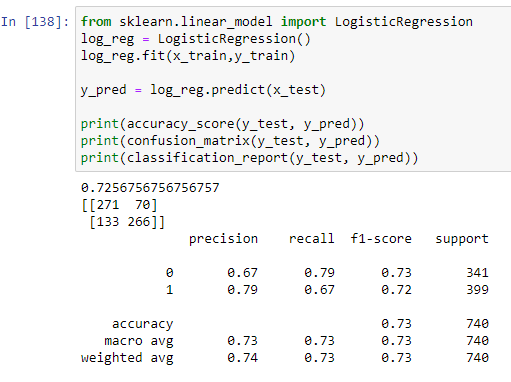 In [138]: from sklearn.linear_model import LogisticRegression
log_reg = LogisticRegression()
log_reg.fit(x_train,y_train)
y_pred = log_reg.predict(x_test)
print(accuracy_score(y_test, y_pred))
print(confusion_matrix(y_test, y_pred))
print(classification_report(y_test, y_pred))
0.7256756756756757
[[271  70]
 [133 266]]
precision    recall  f1-score   support
0       0.67      0.79      0.73       341
1       0.79      0.67      0.72       399
accuracy                           0.73       740
macro avg       0.73      0.73      0.73       740
weighted avg       0.74      0.73      0.73       740